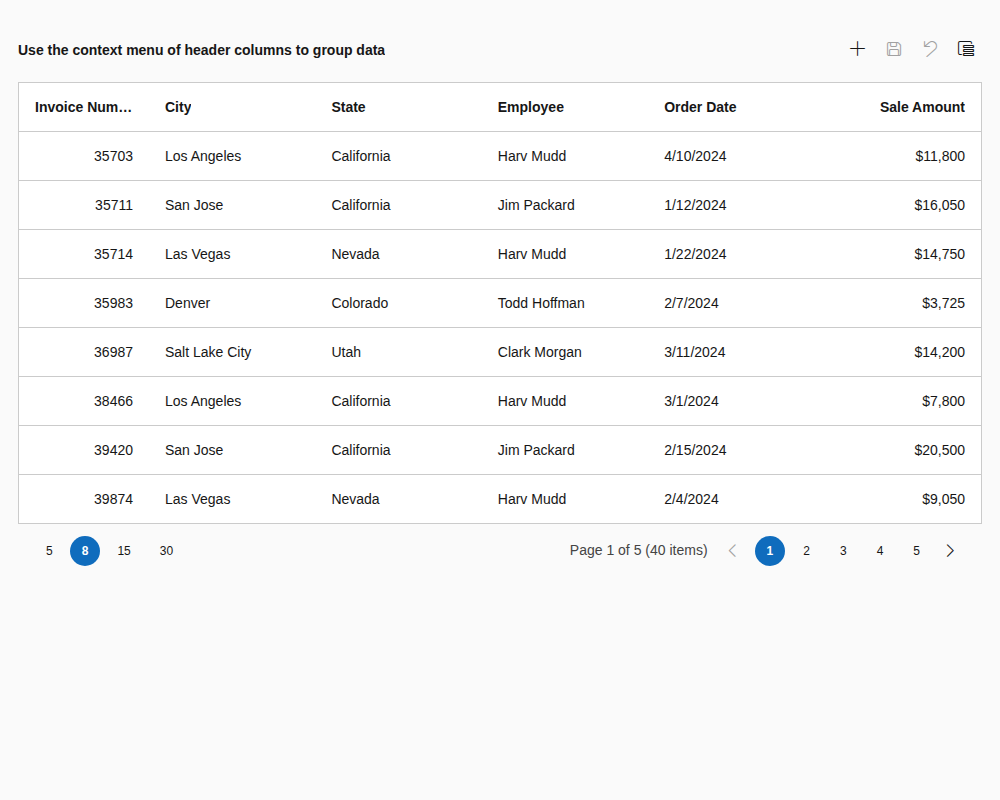 Use the context menu of header columns to group data
Invoice Num… City State Employee Order Date Sale Amount
35703 Los Angeles California Harv Mudd 4/10/2024 $11,800
35711 San Jose California Jim Packard 1/12/2024 $16,050
35714 Las Vegas Nevada Harv Mudd 1/22/2024 $14,750
35983 Denver Colorado Todd Hoffman 2/7/2024 $3,725
36987 Salt Lake City Utah Clark Morgan 3/11/2024 $14,200
38466 Los Angeles California Harv Mudd 3/1/2024 $7,800
39420 San Jose California Jim Packard 2/15/2024 $20,500
39874 Las Vegas Nevada Harv Mudd 2/4/2024 $9,050
5 8 15 30 Page 1 of 5 (40 items) 1 2 3 4 5